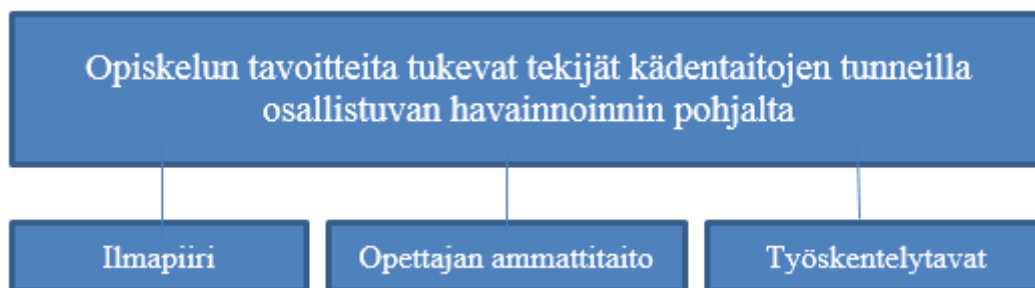 Opiskelun tavoitteita tukevat tekijät kädentaitojen tunneilla
osallistuvan havainnoinnin pohjalta
Ilmapiiri
Opettajan ammattitaito
Työskentelytavat